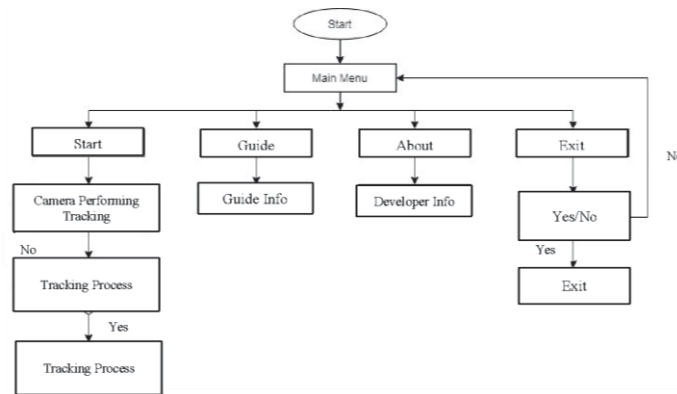 Start
Main Menu
Start
Guide
About
Exit
No
Camera Performing
Tracking
Guide Info
Developer Info
Yes/No
No
Yes
Tracking Process
Exit
Yes
Tracking Process